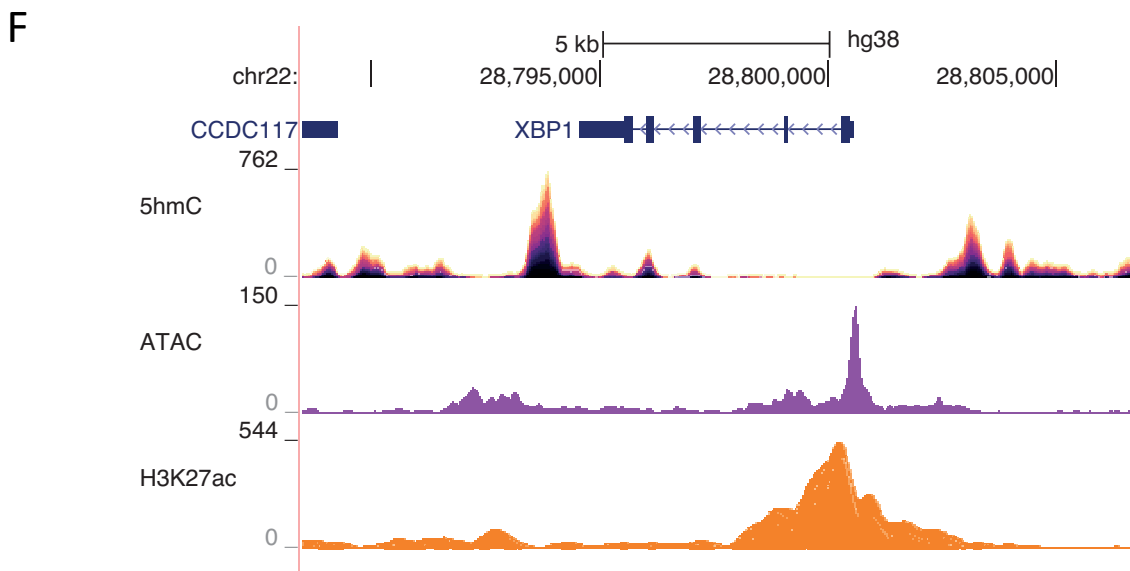 F
5 kb hg38
chr22: 28,795,000 28,800,000 28,805,000
CCDC117 XBP1
762
5hmC
0
150
ATAC
0
544
H3K27ac
0